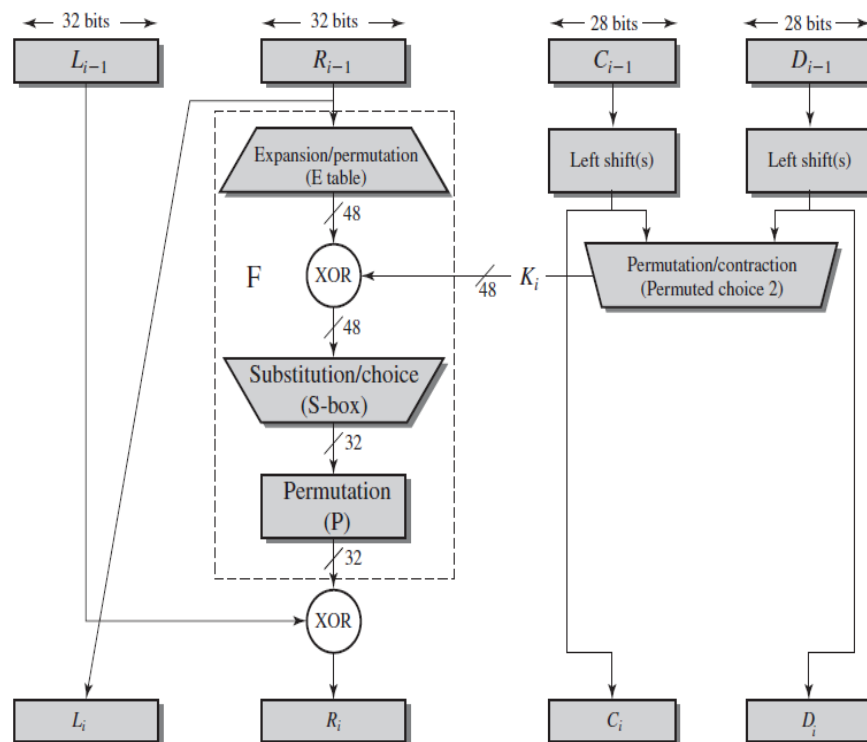 32 bits
32 bits
28 bits
28 bits
L_{i−1}
R_{i−1}
C_{i−1}
D_{i−1}
Expansion/permutation
(E table)
Left shift(s)
Left shift(s)
48
F
XOR
48
K_i
Permutation/contraction
(Permuted choice 2)
48
Substitution/choice
(S-box)
32
Permutation
(P)
32
XOR
L_i
R_i
C_i
D_i